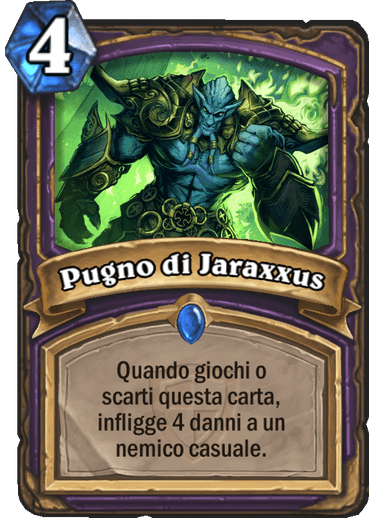 4
Pugno di Jaraxxus
Quando giochi o
scarti questa carta,
infligge 4 danni a un
nemico casuale.